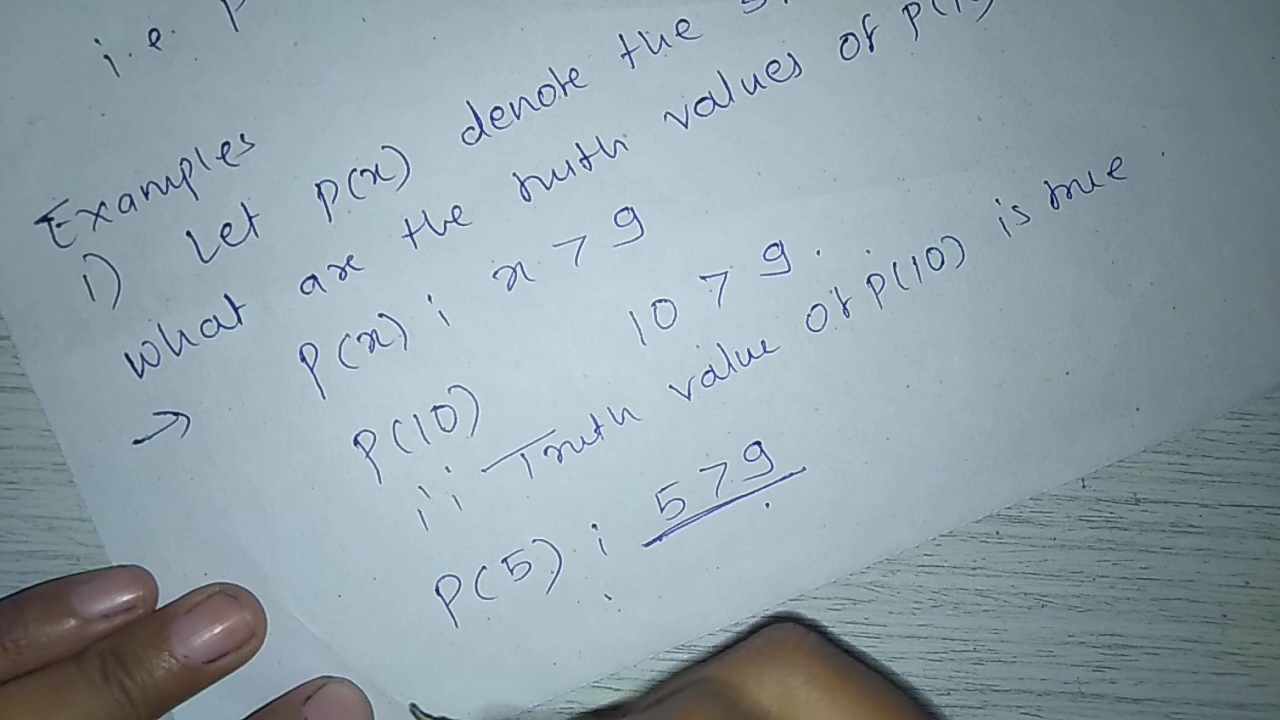 i.e. P
Examples
1) Let P(x) denote the
What are the truth values of P(10)
→ P(x) : x > 9
P(10) 10 > 9.
∴ Truth value of P(10) is true.
P(5) : 5 > 9